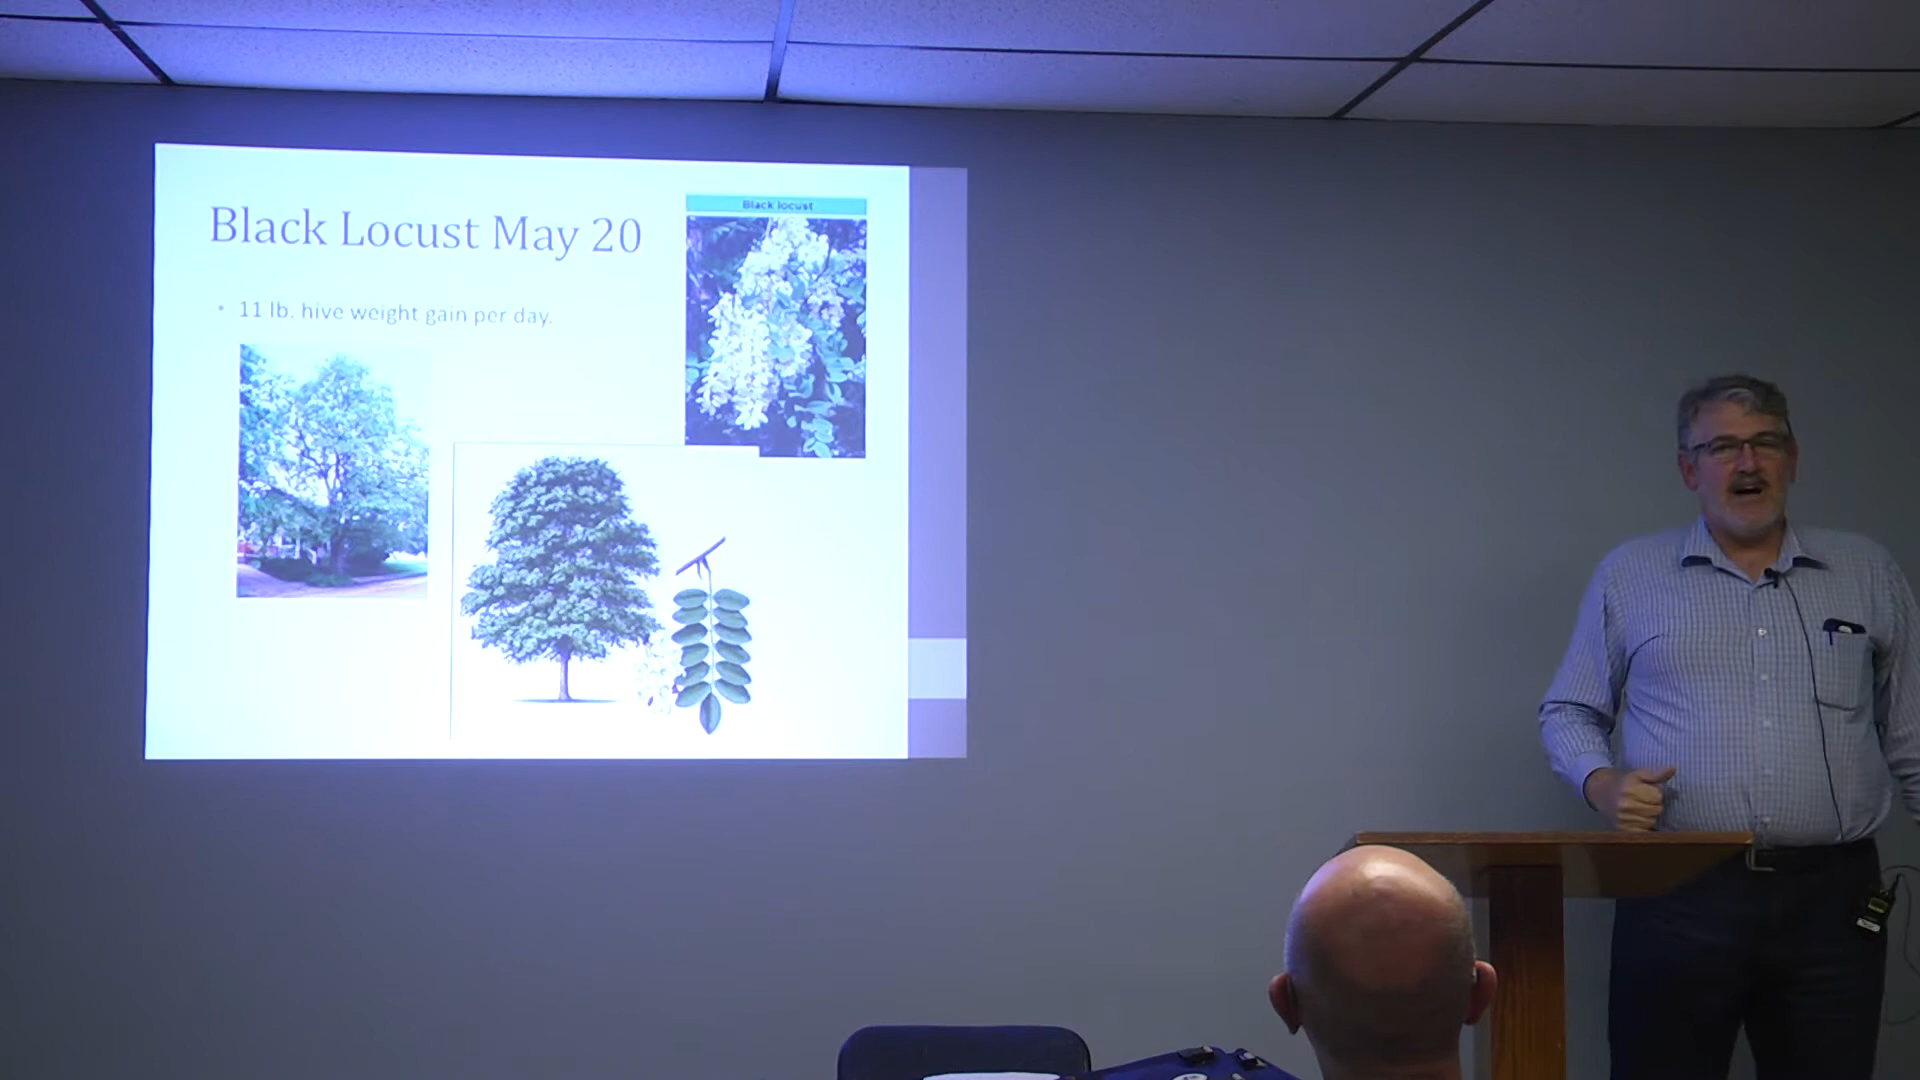 Black Locust May 20
Black locust
• 11 lb. hive weight gain per day.